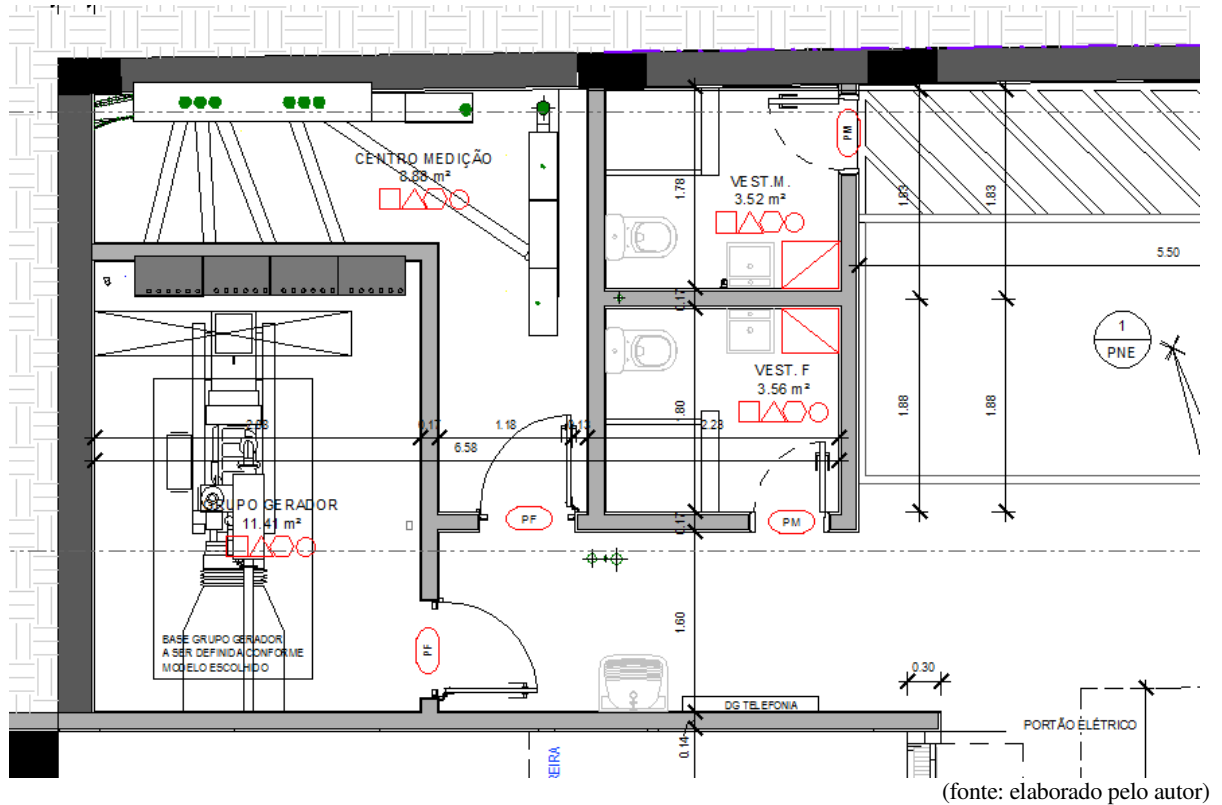 CENTRO MEDIÇÃO
8.88 m²
PM
1.78
VEST.M.
3.52 m²
1.83
1.83
5.50
0.17
1
PNE
VEST. F
3.56 m²
1.80
1.88
1.88
0.17
1.18
2.23
6.58
GRUPO GERADOR
11.41 m²
PF
PM
0.17
1.60
PF
BASE GRUPO GERADOR
A SER DEFINIDA CONFORME
MODELO ESCOLHIDO
0.30
DG TELEFONIA
PORTÃO ELÉTRICO
0.14
EIRA
(fonte: elaborado pelo autor)